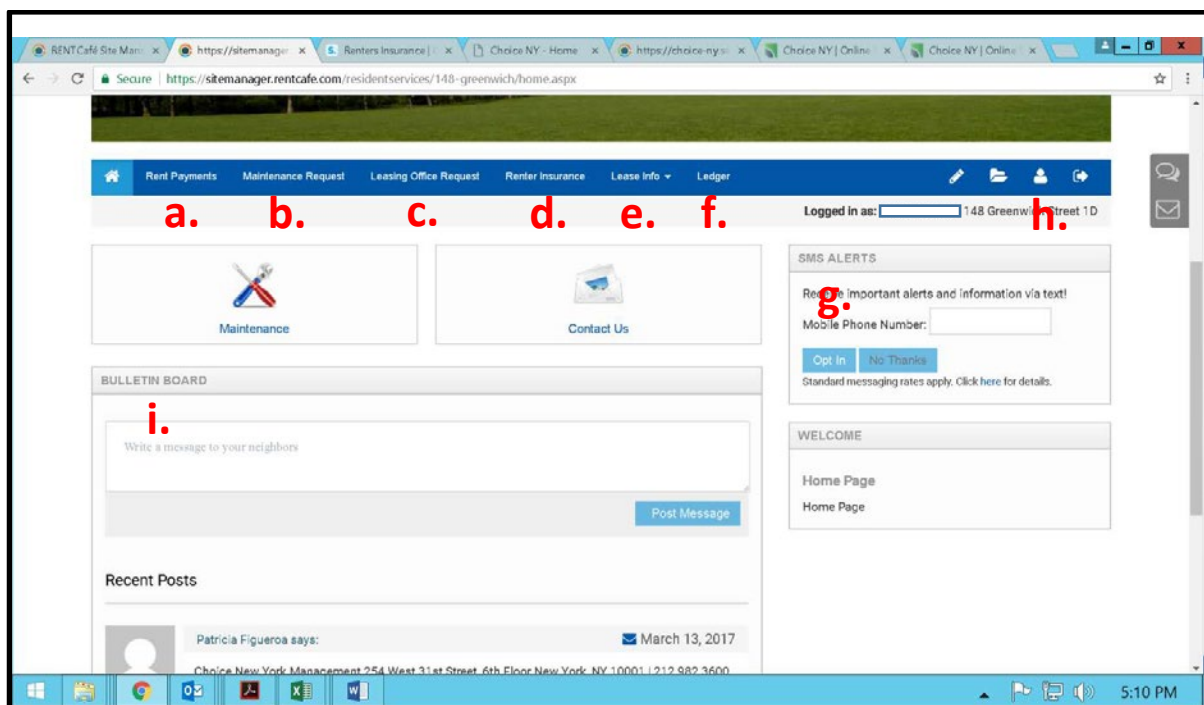 RENTCafé Site Man https://sitemanager Renters Insurance | Choice NY - Home https://choice-ny.s Choice NY | Online Choice NY | Online
Secure https://sitemanager.rentcafe.com/residentservices/148-greenwich/home.aspx
Rent Payments Maintenance Request Leasing Office Request Renter Insurance Lease Info Ledger
a. b. c. d. e. f. h.
Logged in as: 148 Greenwich Street 1D
SMS ALERTS
Receive important alerts and information via text!
g.
Mobile Phone Number:
Maintenance Contact Us
Opt In No Thanks
Standard messaging rates apply. Click here for details.
BULLETIN BOARD
i.
Write a message to your neighbors
WELCOME
Home Page
Home Page
Post Message
Recent Posts
Patricia Figueroa says: March 13, 2017
Choice New York Management 254 West 31st Street, 6th Floor New York, NY 10001 | 212.982.3600
5:10 PM